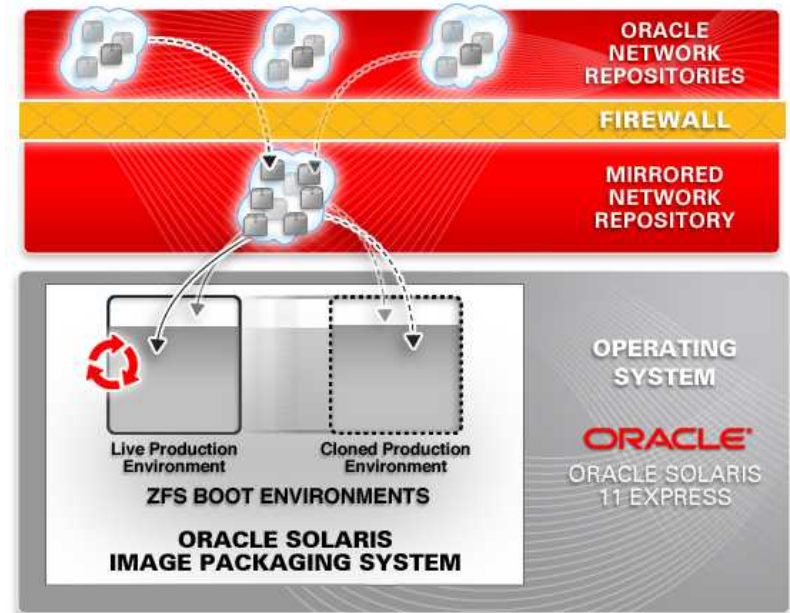 ORACLE
NETWORK
REPOSITORIES
FIREWALL
MIRRORED
NETWORK
REPOSITORY
OPERATING
SYSTEM
ORACLE
ORACLE SOLARIS
11 EXPRESS
Live Production
Environment
Cloned Production
Environment
ZFS BOOT ENVIRONMENTS
ORACLE SOLARIS
IMAGE PACKAGING SYSTEM